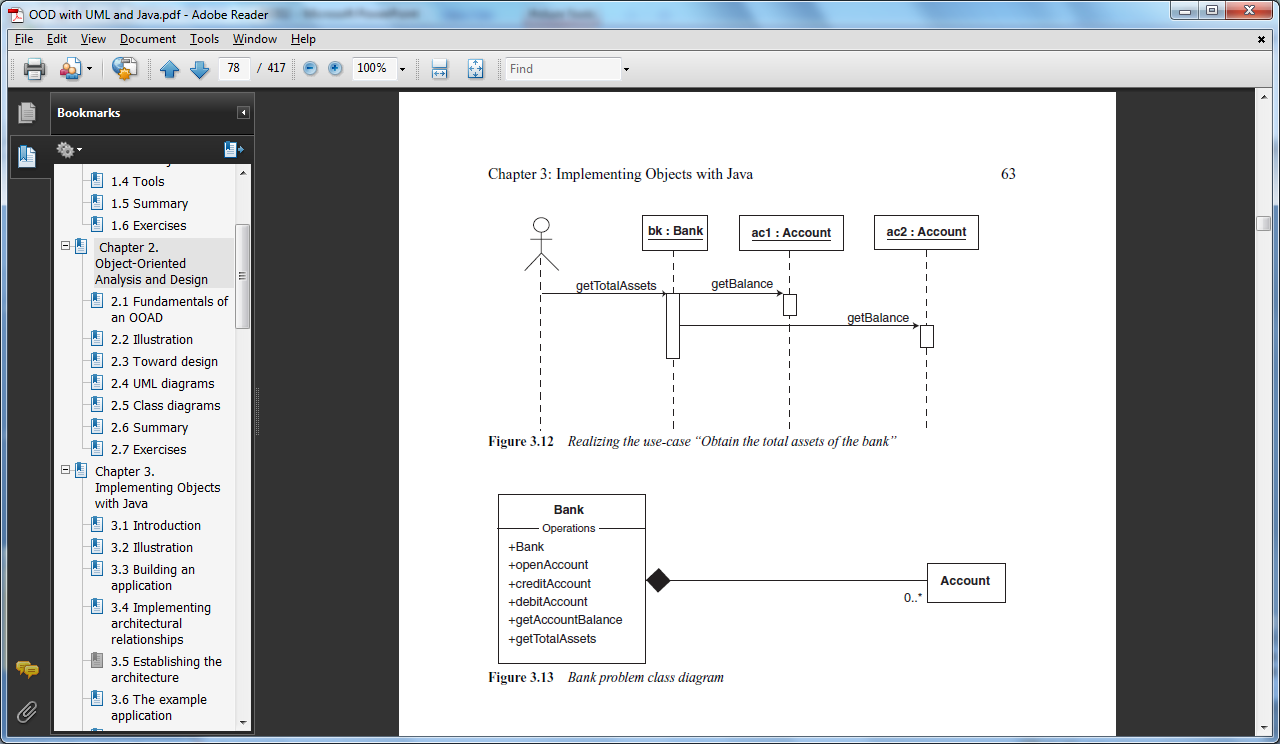 OOD with UML and Java.pdf - Adobe Reader
File Edit View Document Tools Window Help
78 / 417 100% Find
Bookmarks
1.4 Tools
1.5 Summary
1.6 Exercises
Chapter 2.
Object-Oriented
Analysis and Design
2.1 Fundamentals of
an OOAD
2.2 Illustration
2.3 Toward design
2.4 UML diagrams
2.5 Class diagrams
2.6 Summary
2.7 Exercises
Chapter 3.
Implementing Objects
with Java
3.1 Introduction
3.2 Illustration
3.3 Building an
application
3.4 Implementing
architectural
relationships
3.5 Establishing the
architecture
3.6 The example
application
Chapter 3: Implementing Objects with Java 63
bk : Bank ac1 : Account ac2 : Account
getTotalAssets getBalance
getBalance
Figure 3.12 Realizing the use-case “Obtain the total assets of the bank”
Bank
Operations
+Bank
+openAccount
+creditAccount
+debitAccount
+getAccountBalance
+getTotalAssets
Account
0..*
Figure 3.13 Bank problem class diagram